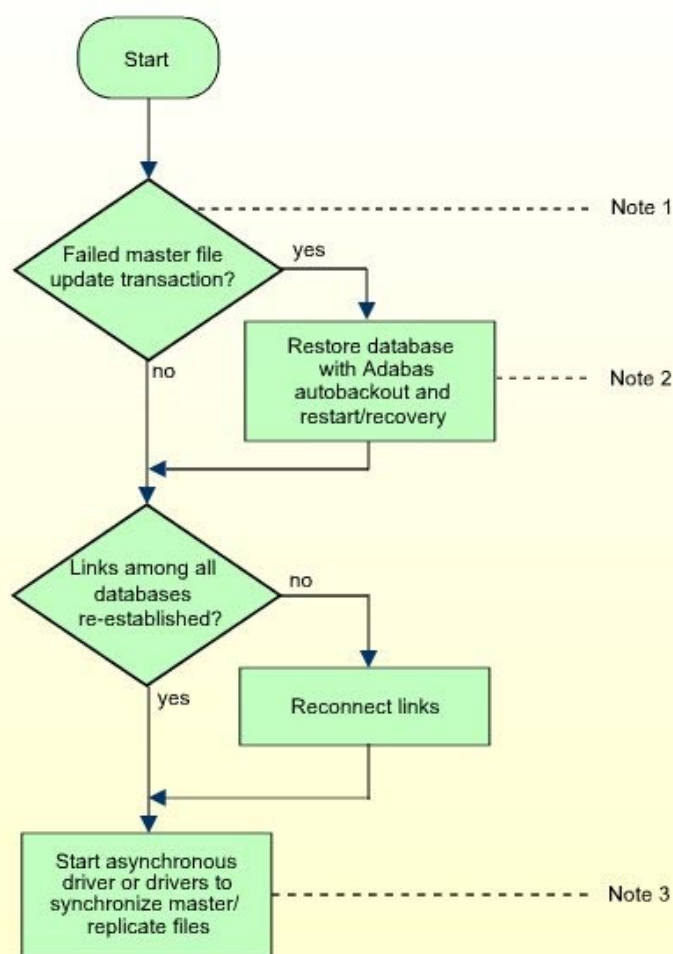 Start
Note 1
Failed master file
update transaction?
yes
Restore database
with Adabas
autobackout and
restart/recovery
Note 2
no
Links among all
databases
re-established?
no
Reconnect links
yes
Start asynchronous
driver or drivers to
synchronize master/
replicate files
Note 3